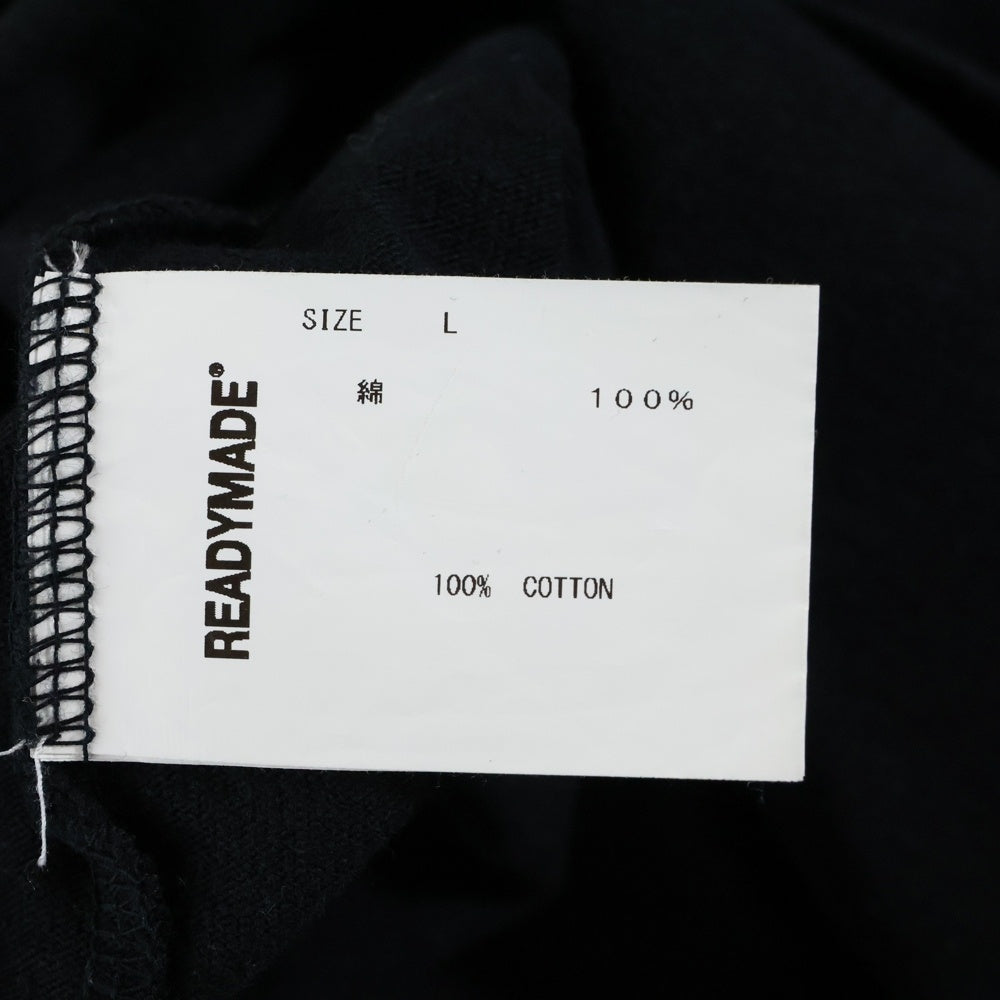 SIZE L
綿 100%
100% COTTON
READYMADE®